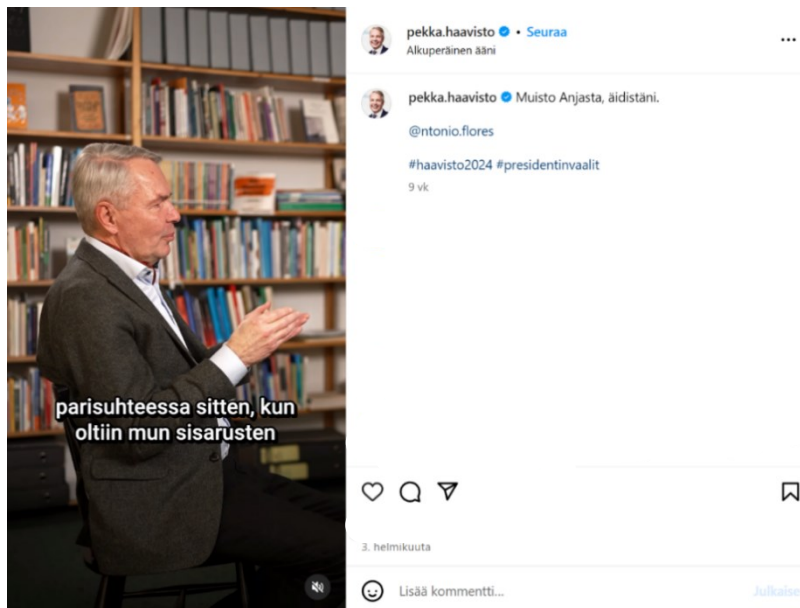 pekka.haavisto • Seuraa
Alkuperäinen ääni
pekka.haavisto Muisto Anjasta, äidistäni.
@ntonio.flores
#haavisto2024 #presidentinvaalit
9 vk
parisuhteessa sitten, kun
oltiin mun sisarusten
3. helmikuuta
Lisää kommentti...
Julkaise